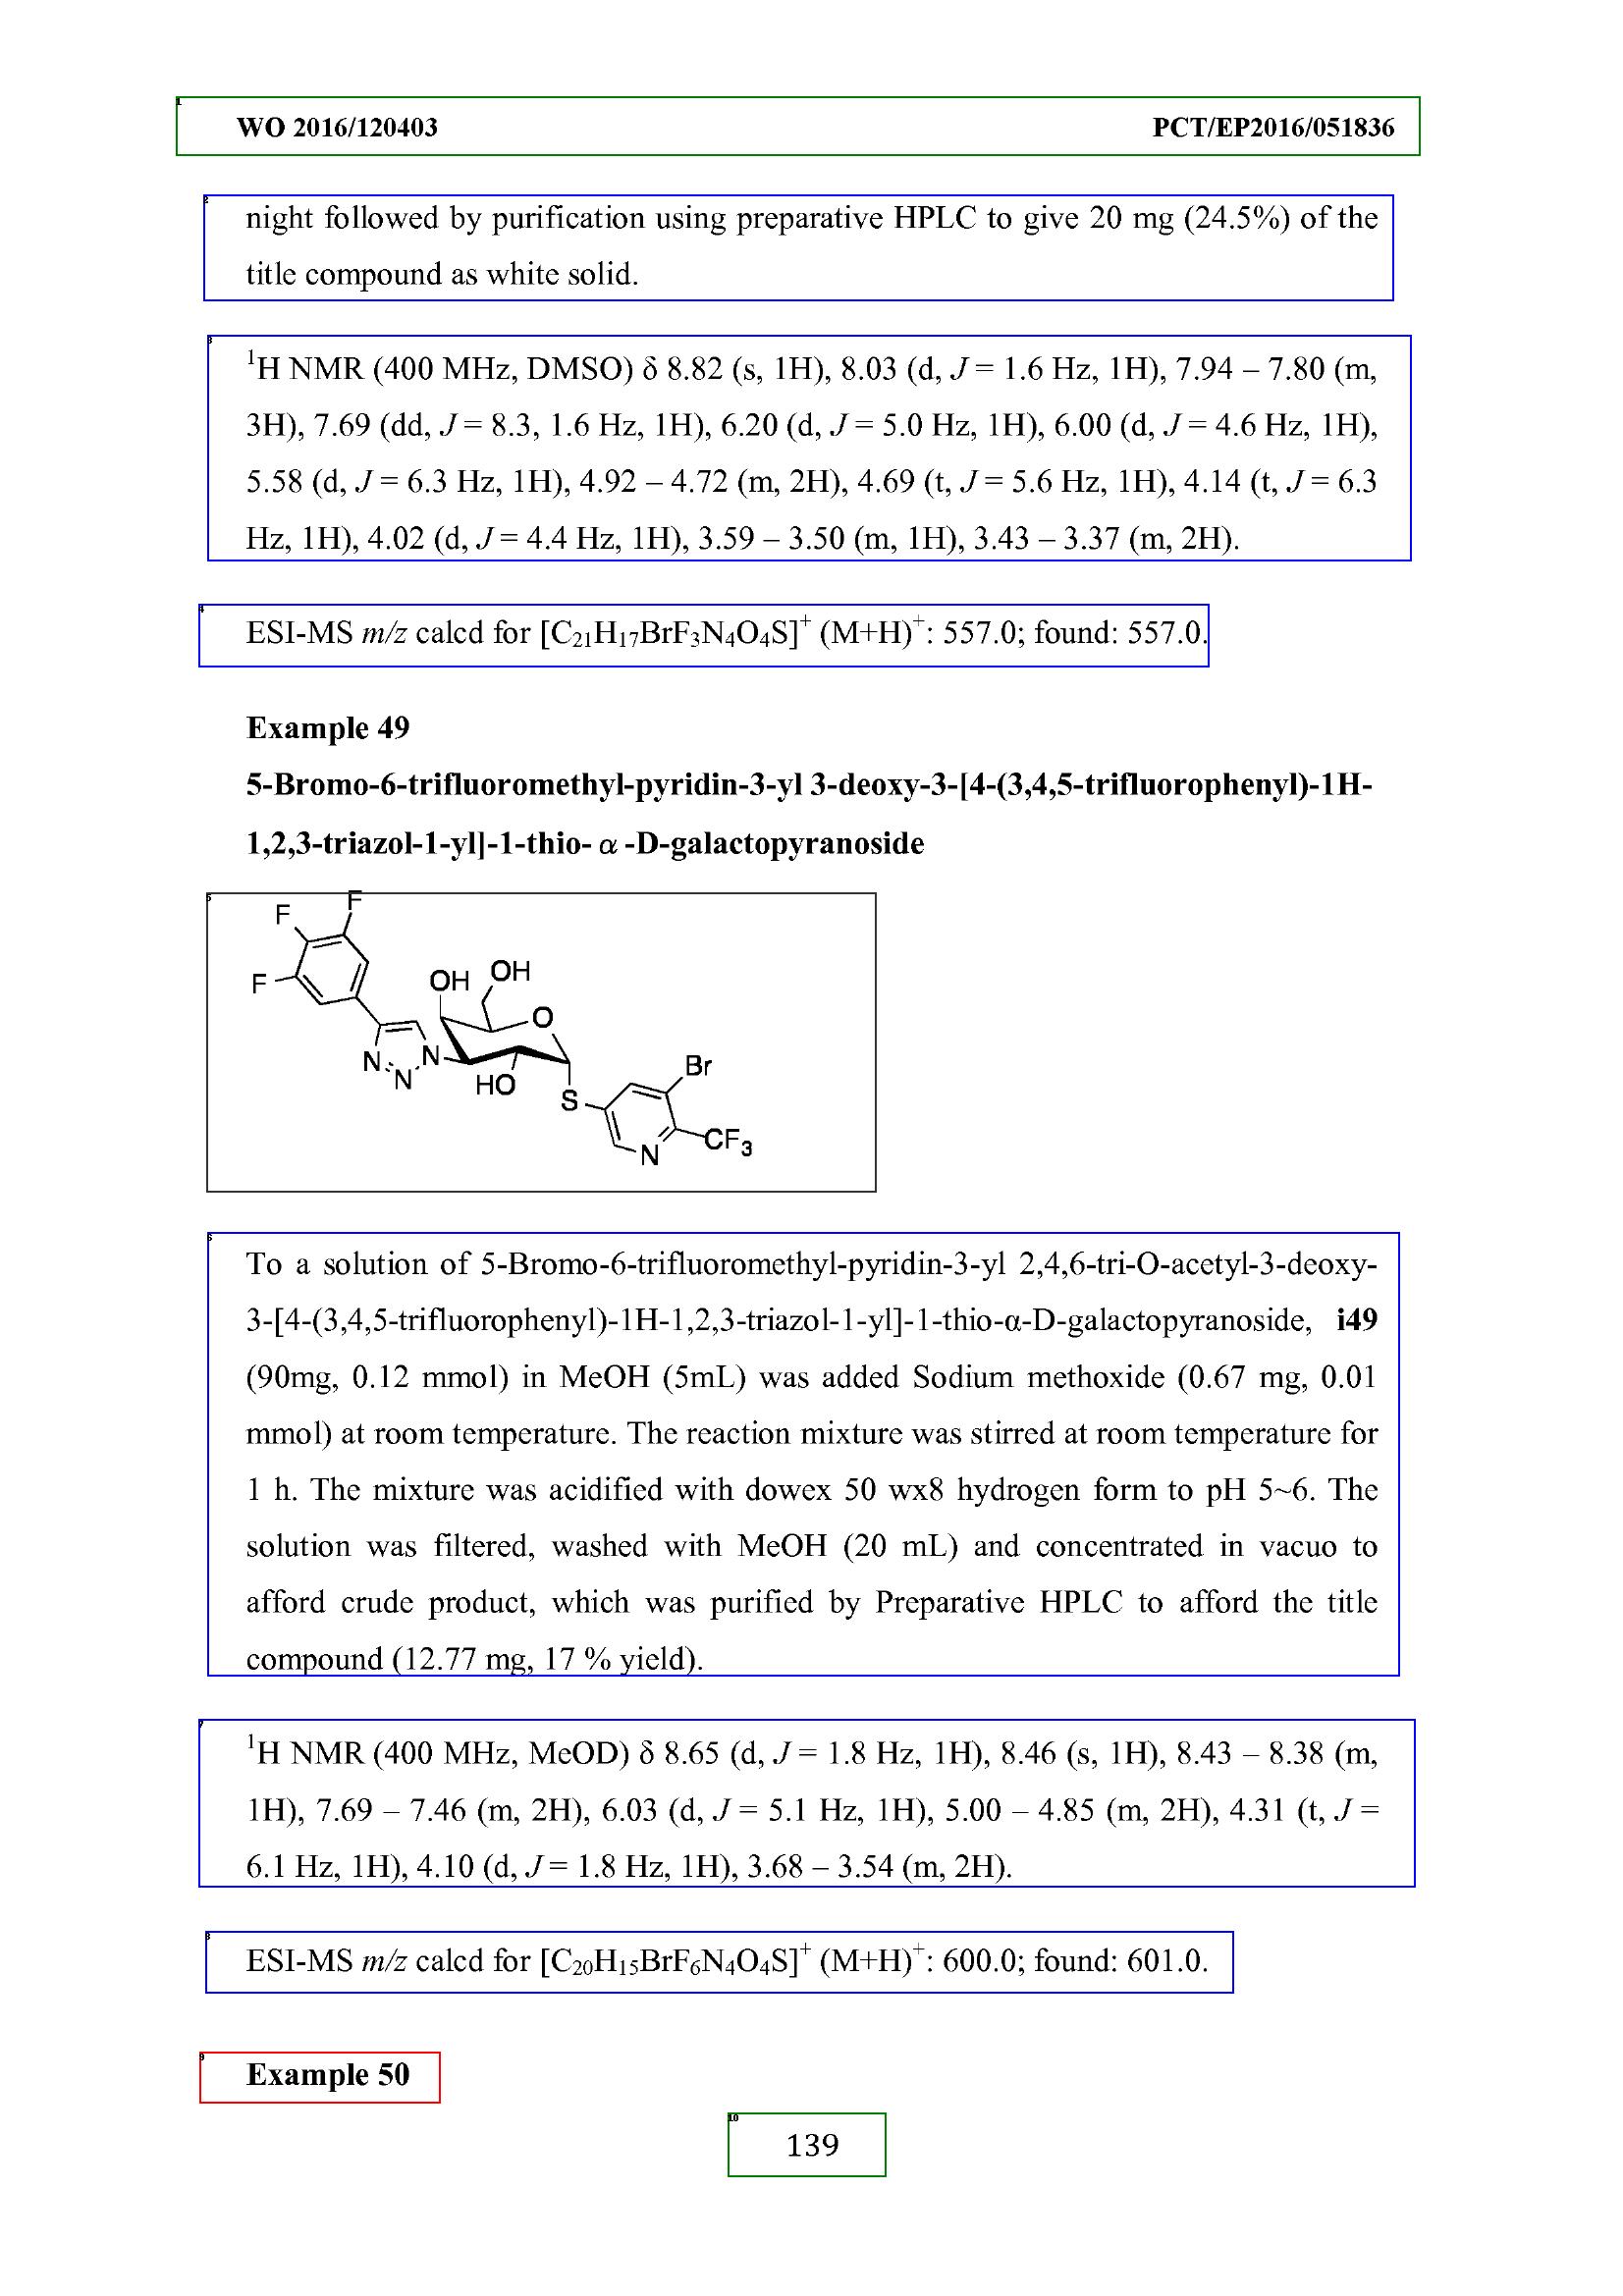 WO 2016/120403 PCT/EP2016/051836
night followed by purification using preparative HPLC to give 20 mg (24.5%) of the
title compound as white solid.
¹H NMR (400 MHz, DMSO) δ 8.82 (s, 1H), 8.03 (d, J = 1.6 Hz, 1H), 7.94 – 7.80 (m,
3H), 7.69 (dd, J = 8.3, 1.6 Hz, 1H), 6.20 (d, J = 5.0 Hz, 1H), 6.00 (d, J = 4.6 Hz, 1H),
5.58 (d, J = 6.3 Hz, 1H), 4.92 – 4.72 (m, 2H), 4.69 (t, J = 5.6 Hz, 1H), 4.14 (t, J = 6.3
Hz, 1H), 4.02 (d, J = 4.4 Hz, 1H), 3.59 – 3.50 (m, 1H), 3.43 – 3.37 (m, 2H).
ESI-MS m/z calcd for [C₂₁H₁₇BrF₃N₄O₄S]⁺ (M+H)⁺: 557.0; found: 557.0.
Example 49
5-Bromo-6-trifluoromethyl-pyridin-3-yl 3-deoxy-3-[4-(3,4,5-trifluorophenyl)-1H-
1,2,3-triazol-1-yl]-1-thio- α -D-galactopyranoside
F
F
F
OH
OH
O
N
N
N
HO
S
Br
CF₃
N
To a solution of 5-Bromo-6-trifluoromethyl-pyridin-3-yl 2,4,6-tri-O-acetyl-3-deoxy-
3-[4-(3,4,5-trifluorophenyl)-1H-1,2,3-triazol-1-yl]-1-thio-α-D-galactopyranoside, i49
(90mg, 0.12 mmol) in MeOH (5mL) was added Sodium methoxide (0.67 mg, 0.01
mmol) at room temperature. The reaction mixture was stirred at room temperature for
1 h. The mixture was acidified with dowex 50 wx8 hydrogen form to pH 5~6. The
solution was filtered, washed with MeOH (20 mL) and concentrated in vacuo to
afford crude product, which was purified by Preparative HPLC to afford the title
compound (12.77 mg, 17 % yield).
¹H NMR (400 MHz, MeOD) δ 8.65 (d, J = 1.8 Hz, 1H), 8.46 (s, 1H), 8.43 – 8.38 (m,
1H), 7.69 – 7.46 (m, 2H), 6.03 (d, J = 5.1 Hz, 1H), 5.00 – 4.85 (m, 2H), 4.31 (t, J =
6.1 Hz, 1H), 4.10 (d, J = 1.8 Hz, 1H), 3.68 – 3.54 (m, 2H).
ESI-MS m/z calcd for [C₂₀H₁₅BrF₆N₄O₄S]⁺ (M+H)⁺: 600.0; found: 601.0.
Example 50
139